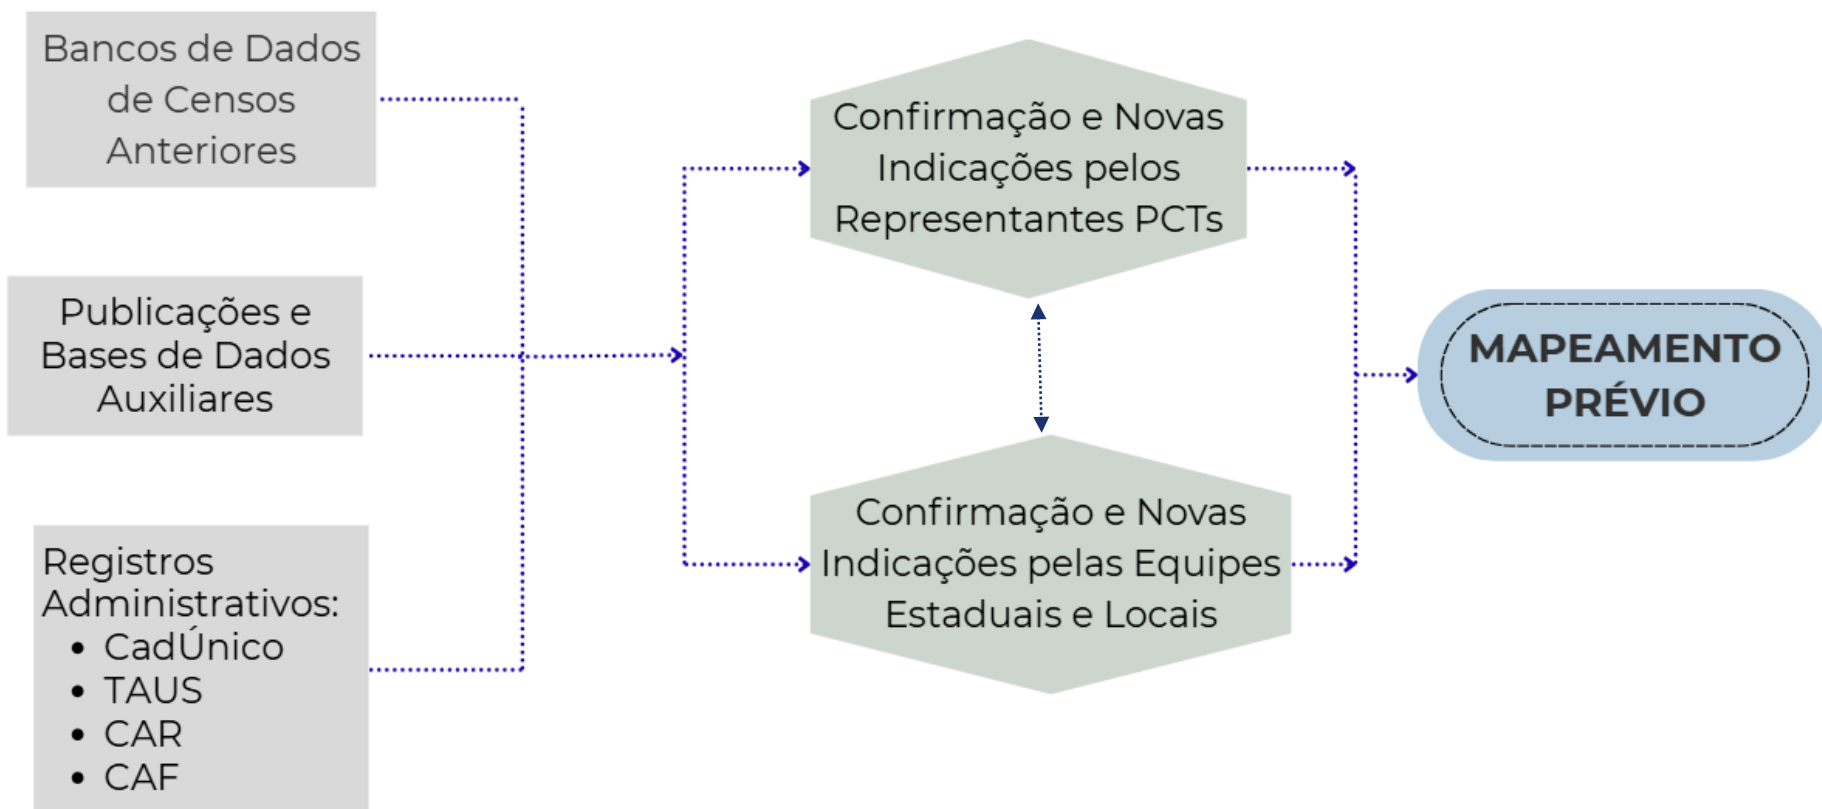 Bancos de Dados
de Censos
Anteriores
Publicações e
Bases de Dados
Auxiliares
Registros
Administrativos:
• CadÚnico
• TAUS
• CAR
• CAF
Confirmação e Novas
Indicações pelos
Representantes PCTs
Confirmação e Novas
Indicações pelas Equipes
Estaduais e Locais
MAPEAMENTO
PRÉVIO